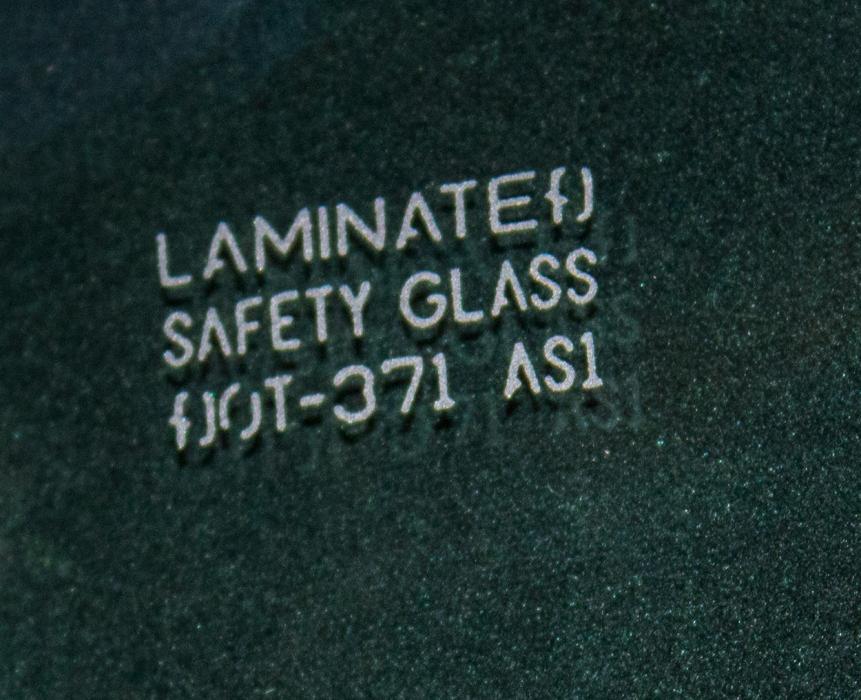 LAMINATED
SAFETY GLASS
DOT-371 AS1